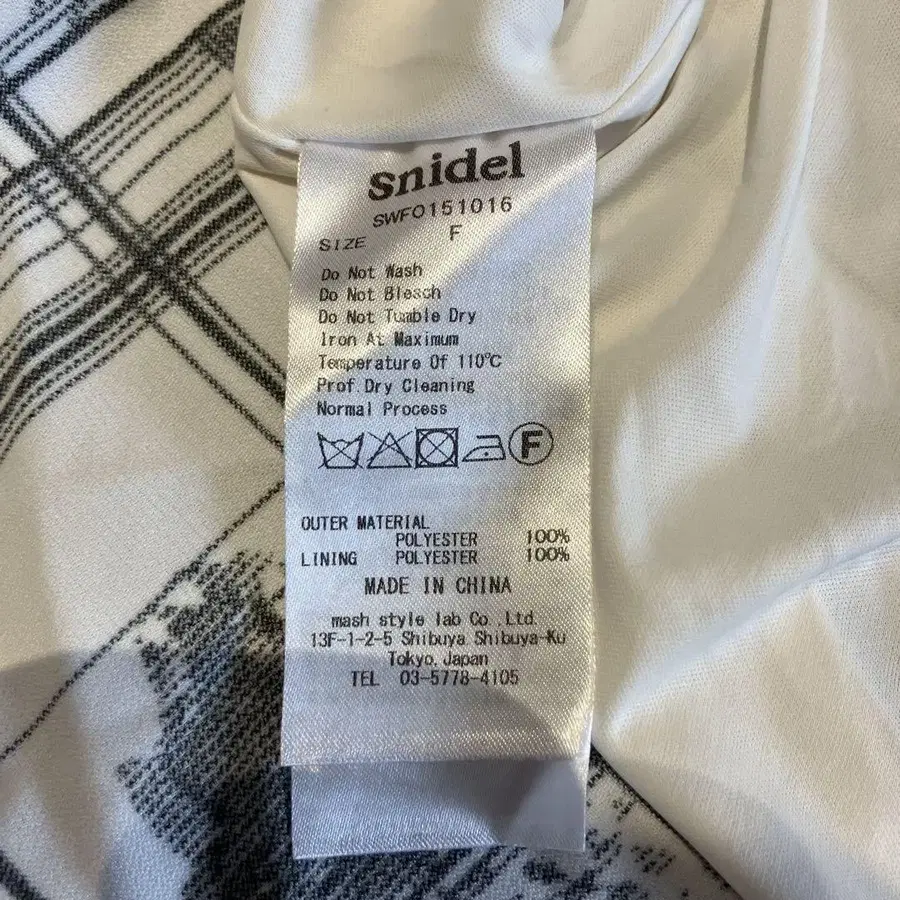 snidel
SWFO151016
SIZE F
Do Not Wash
Do Not Bleach
Do Not Tumble Dry
Iron At Maximum
Temperature Of 110℃
Prof.Dry Cleaning
Normal Process
F
OUTER MATERIAL
POLYESTER 100%
LINING POLYESTER 100%
MADE IN CHINA
mash style lab Co.,Ltd.
13F-1-2-5 Shibuya Shibuya-Ku
Tokyo,Japan
TEL 03-5778-4105